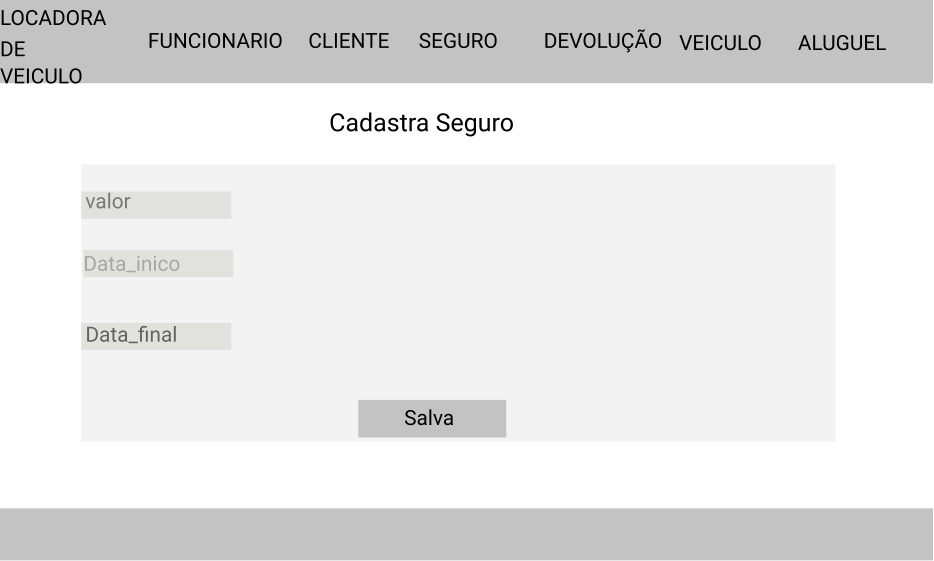 LOCADORA
DE
VEICULO
FUNCIONARIO CLIENTE SEGURO DEVOLUÇÃO VEICULO ALUGUEL
Cadastra Seguro
valor
Data_inico
Data_final
Salva